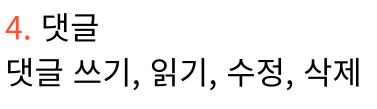 4. 댓글
댓글 쓰기, 읽기, 수정, 삭제